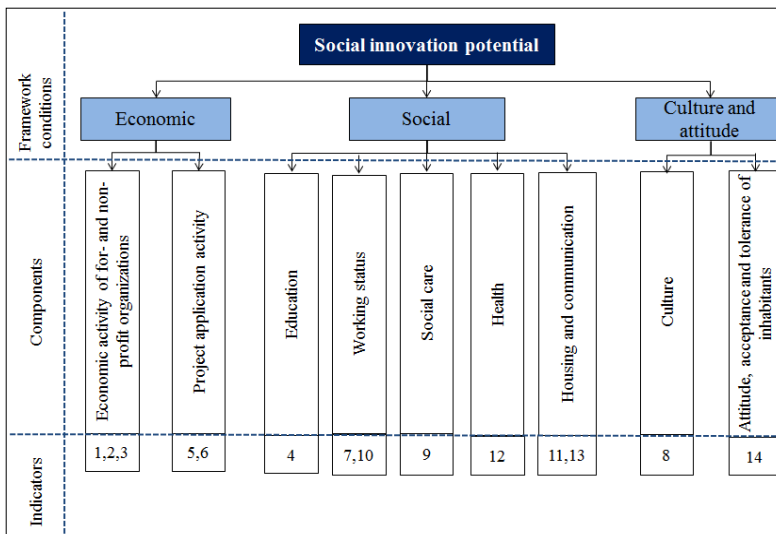 Social innovation potential
Framework
conditions
Economic
Social
Culture and
attitude
Components
Economic activity of for- and non-
profit organizations
Project application activity
Education
Working status
Social care
Health
Housing and communication
Culture
Attitude, acceptance and tolerance of
inhabitants
Indicators
1,2,3
5,6
4
7,10
9
12
11,13
8
14